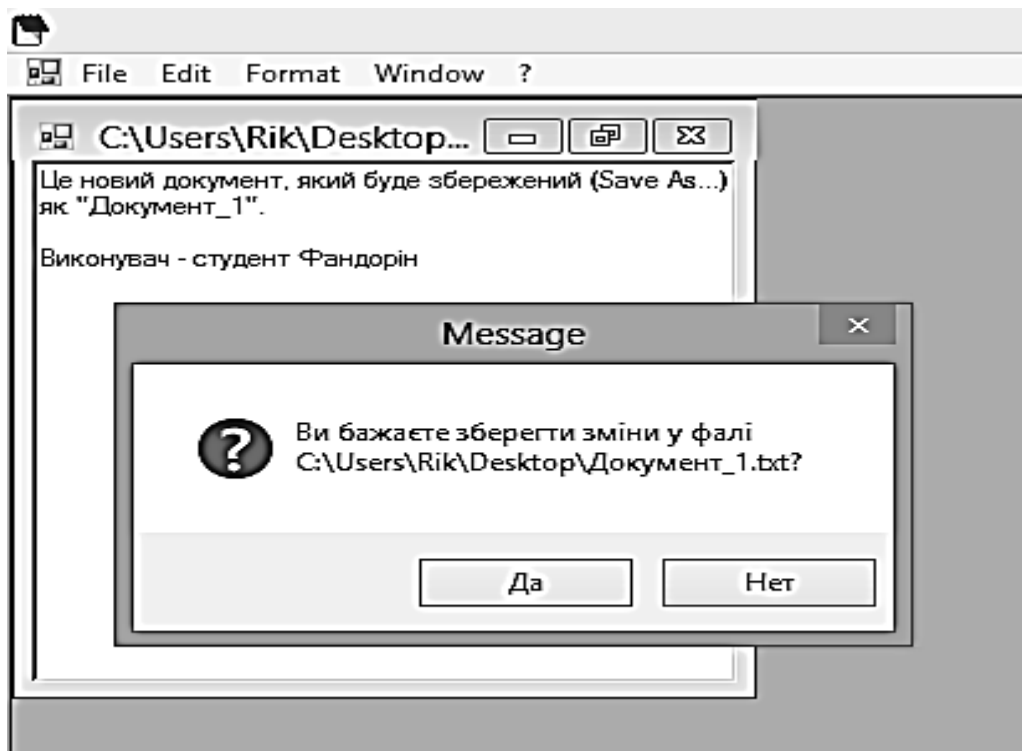 File Edit Format Window ?
C:\Users\Rik\Desktop...
Це новий документ, який буде збережений (Save As...)
як "Документ_1".
Виконувач - студент Фандорін
Message
Ви бажаєте зберегти зміни у фалі
C:\Users\Rik\Desktop\Документ_1.txt?
Да Нет